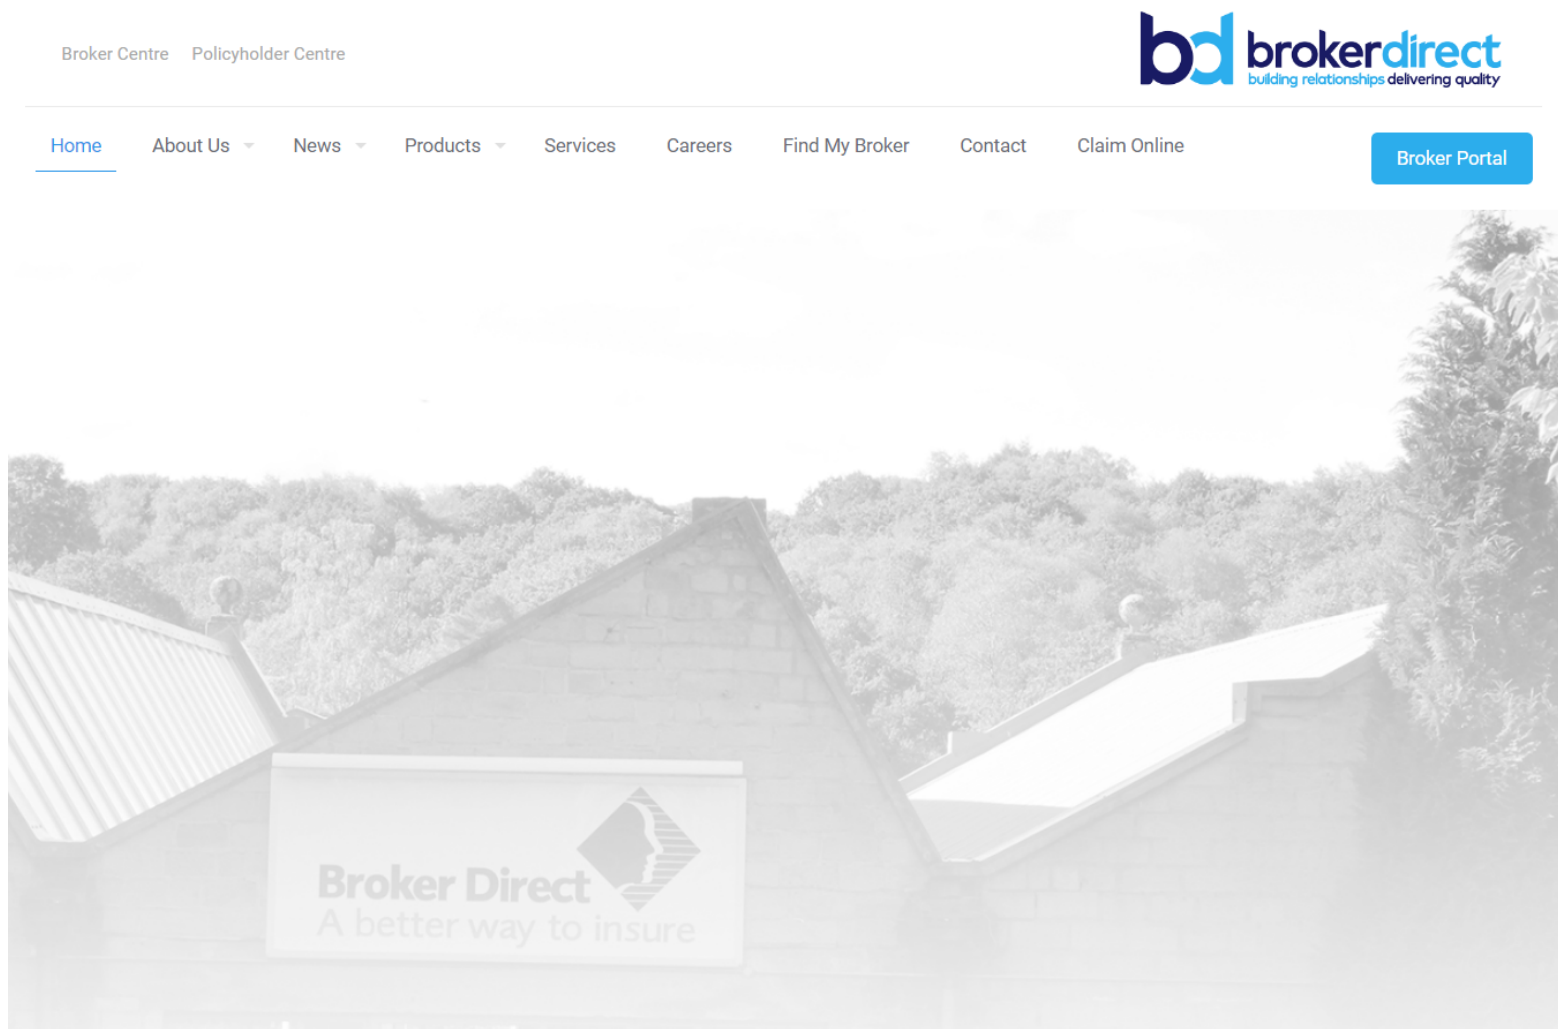 Broker Centre Policyholder Centre
bd brokerdirect
building relationships delivering quality
Home About Us News Products Services Careers Find My Broker Contact Claim Online
Broker Portal
Broker Direct
A better way to insure